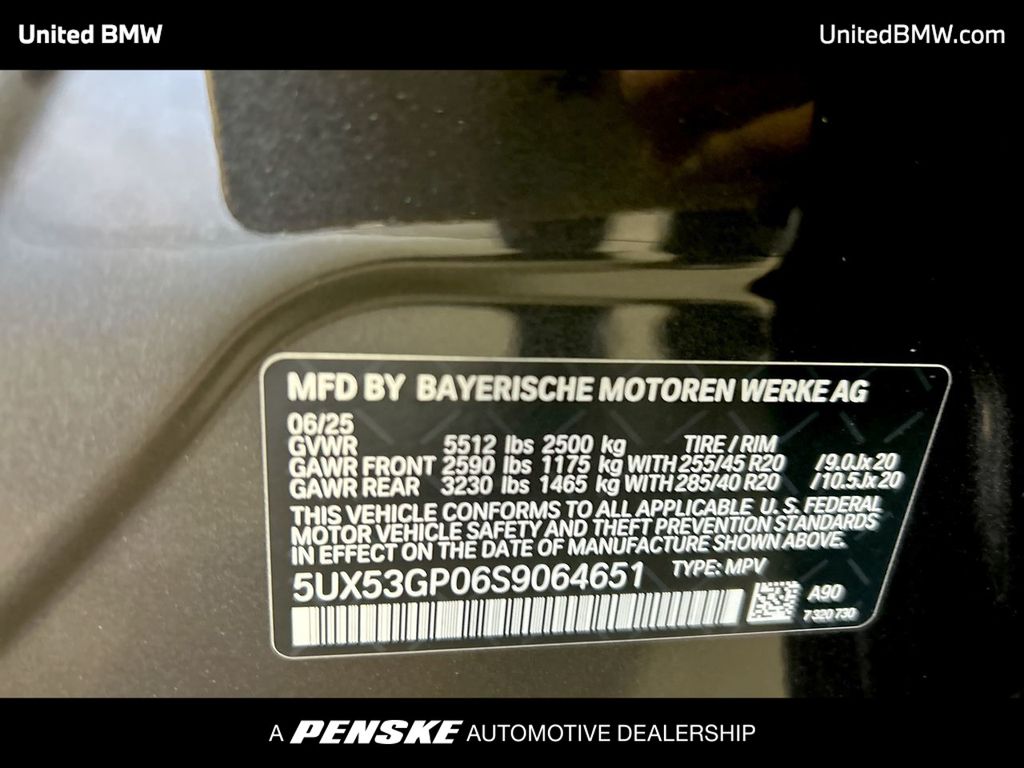 United BMW
UnitedBMW.com
MFD BY BAYERISCHE MOTOREN WERKE AG
06/25
GVWR 5512 lbs 2500 kg TIRE / RIM
GAWR FRONT 2590 lbs 1175 kg WITH 255/45 R20 / 9.0Jx20
GAWR REAR 3230 lbs 1465 kg WITH 285/40 R20 / 10.5Jx20
THIS VEHICLE CONFORMS TO ALL APPLICABLE U. S. FEDERAL
MOTOR VEHICLE SAFETY AND THEFT PREVENTION STANDARDS
IN EFFECT ON THE DATE OF MANUFACTURE SHOWN ABOVE.
5UX53GP06S9064651 TYPE: MPV
A90
7 320 730
A PENSKE AUTOMOTIVE DEALERSHIP